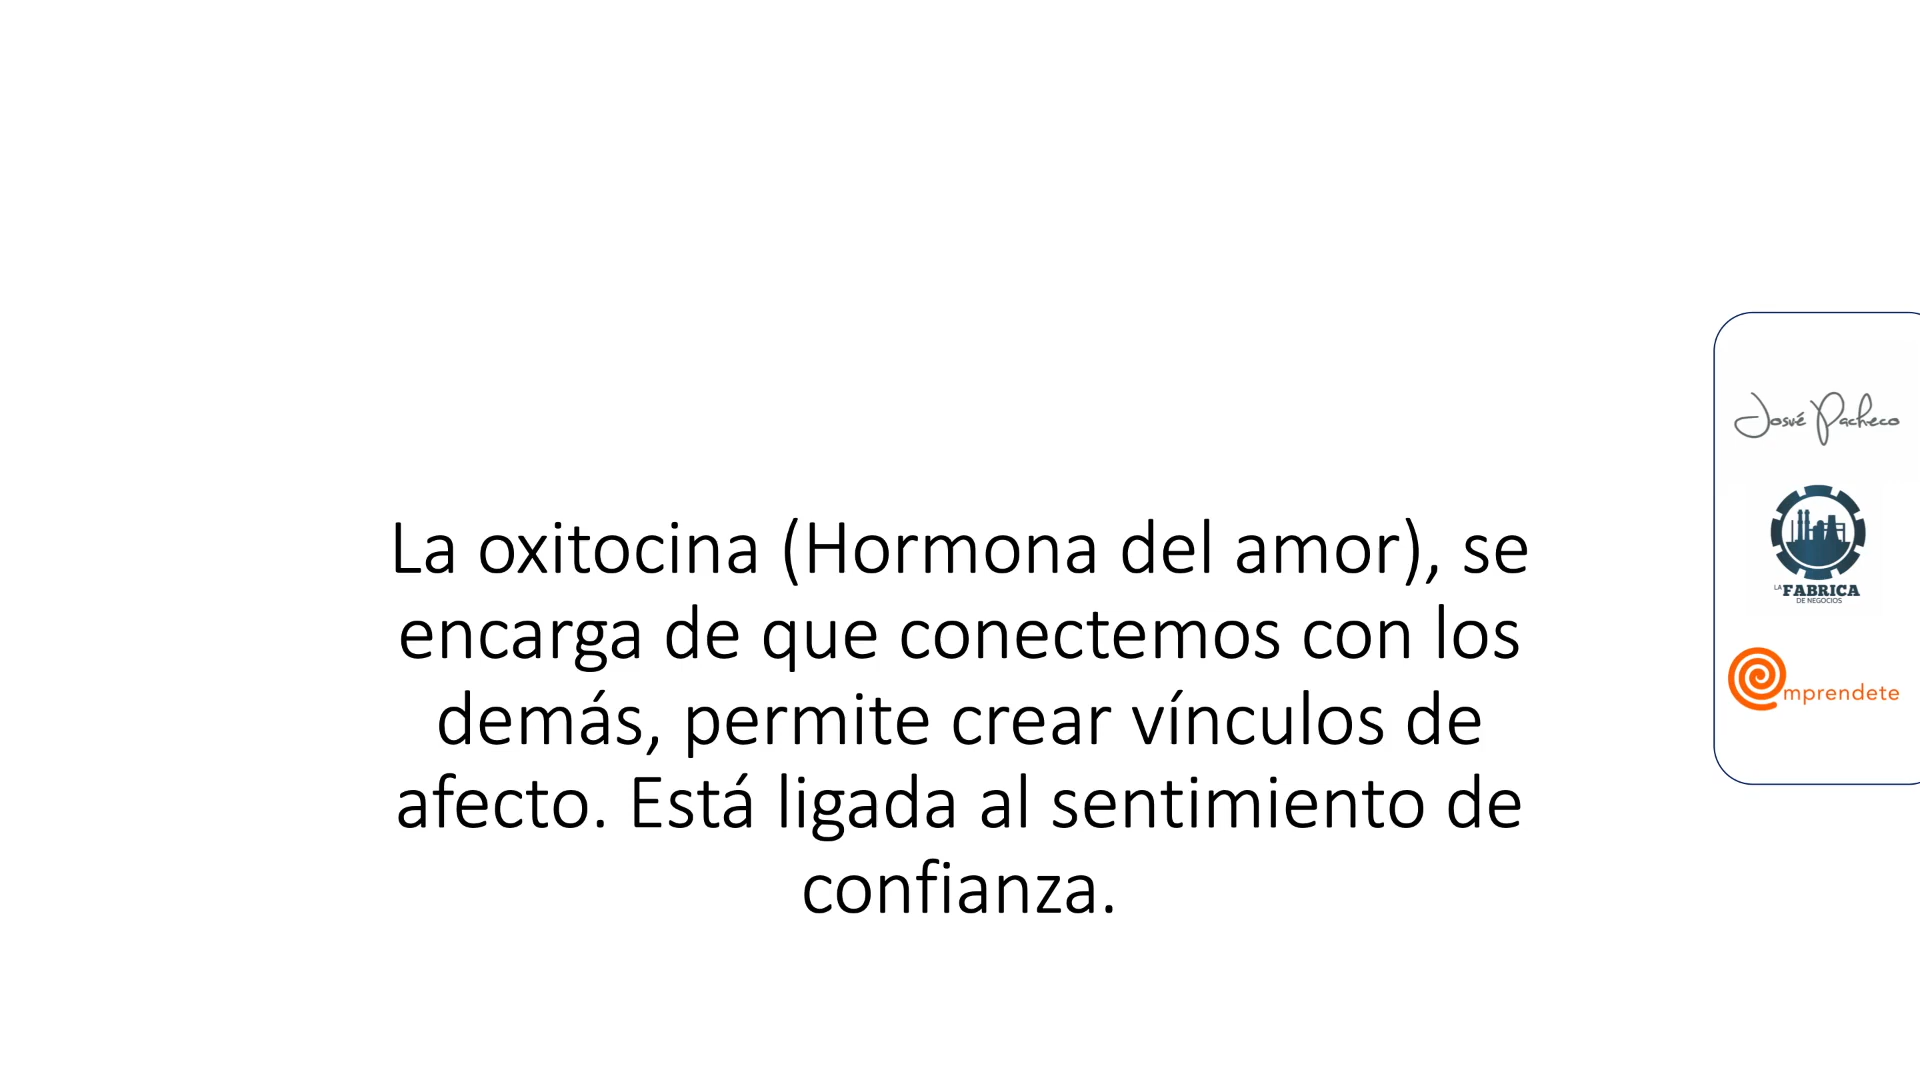 La oxitocina (Hormona del amor), se
encarga de que conectemos con los
demás, permite crear vínculos de
afecto. Está ligada al sentimiento de
confianza.
Josué Pacheco
LA FABRICA
DE NEGOCIOS
mprendete